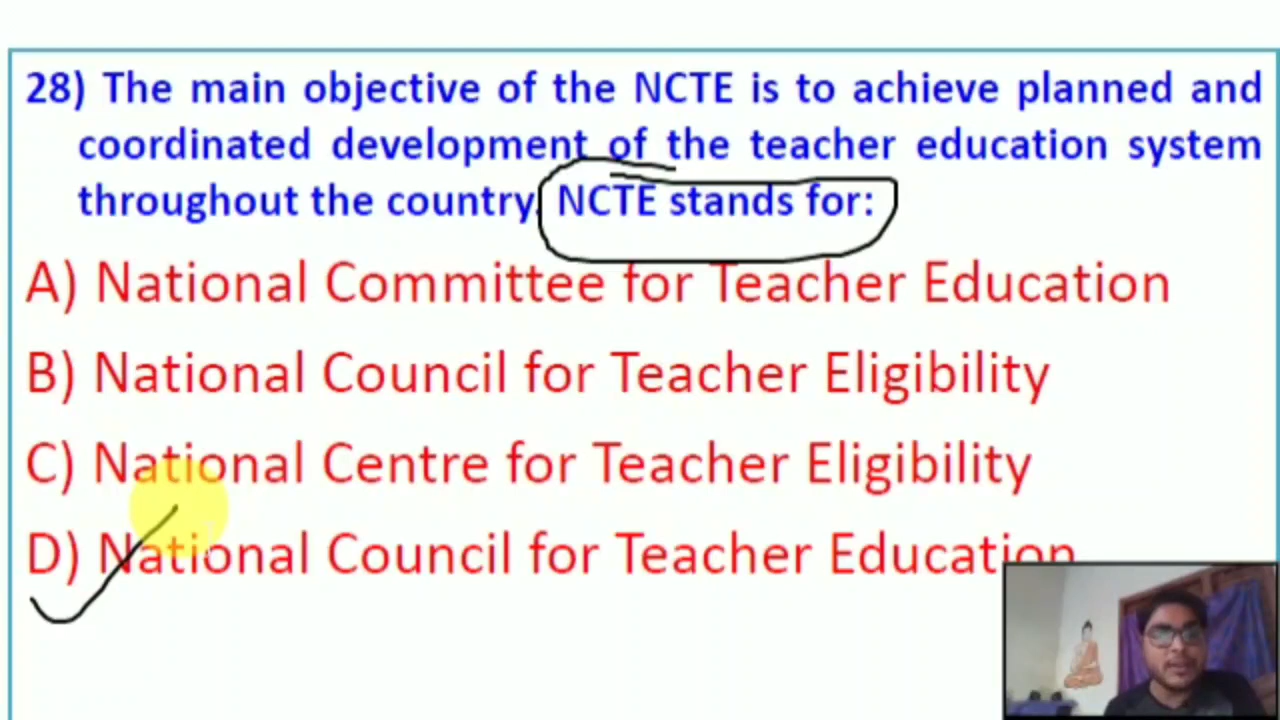 28) The main objective of the NCTE is to achieve planned and
coordinated development of the teacher education system
throughout the country. NCTE stands for:
A) National Committee for Teacher Education
B) National Council for Teacher Eligibility
C) National Centre for Teacher Eligibility
D) National Council for Teacher Education